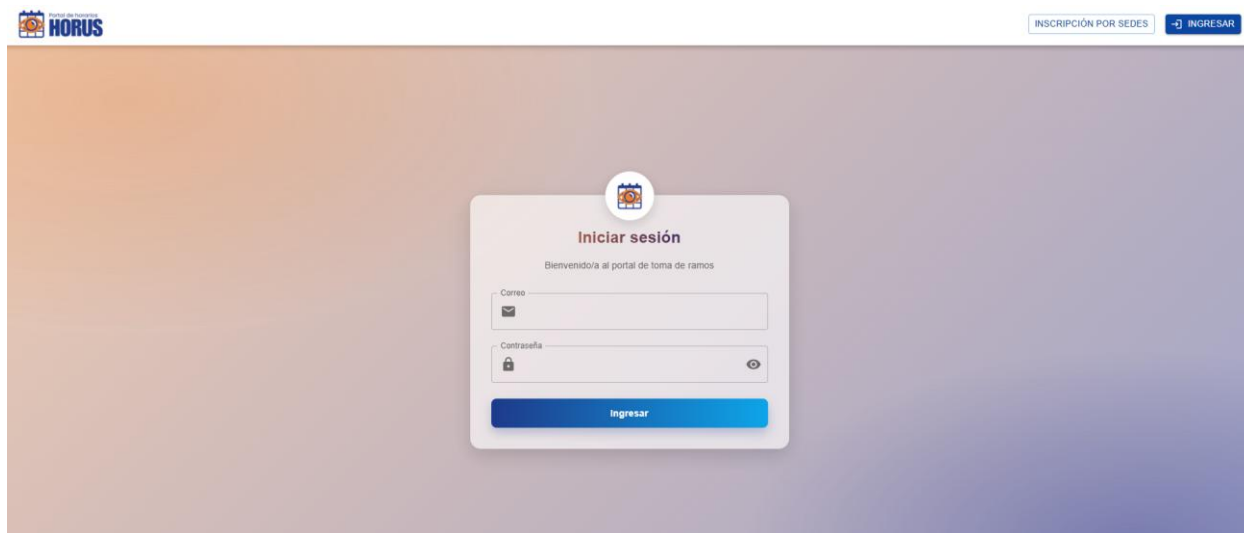 Portal de horarios
HORUS
INSCRIPCIÓN POR SEDES
INGRESAR
Iniciar sesión
Bienvenido/a al portal de toma de ramos
Correo
Contraseña
Ingresar